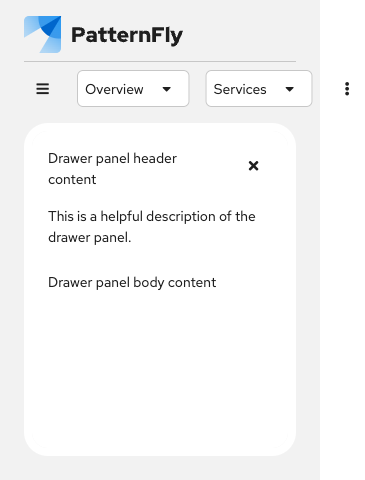 PatternFly
Overview
Services
Drawer panel header
content
This is a helpful description of the
drawer panel.
Drawer panel body content